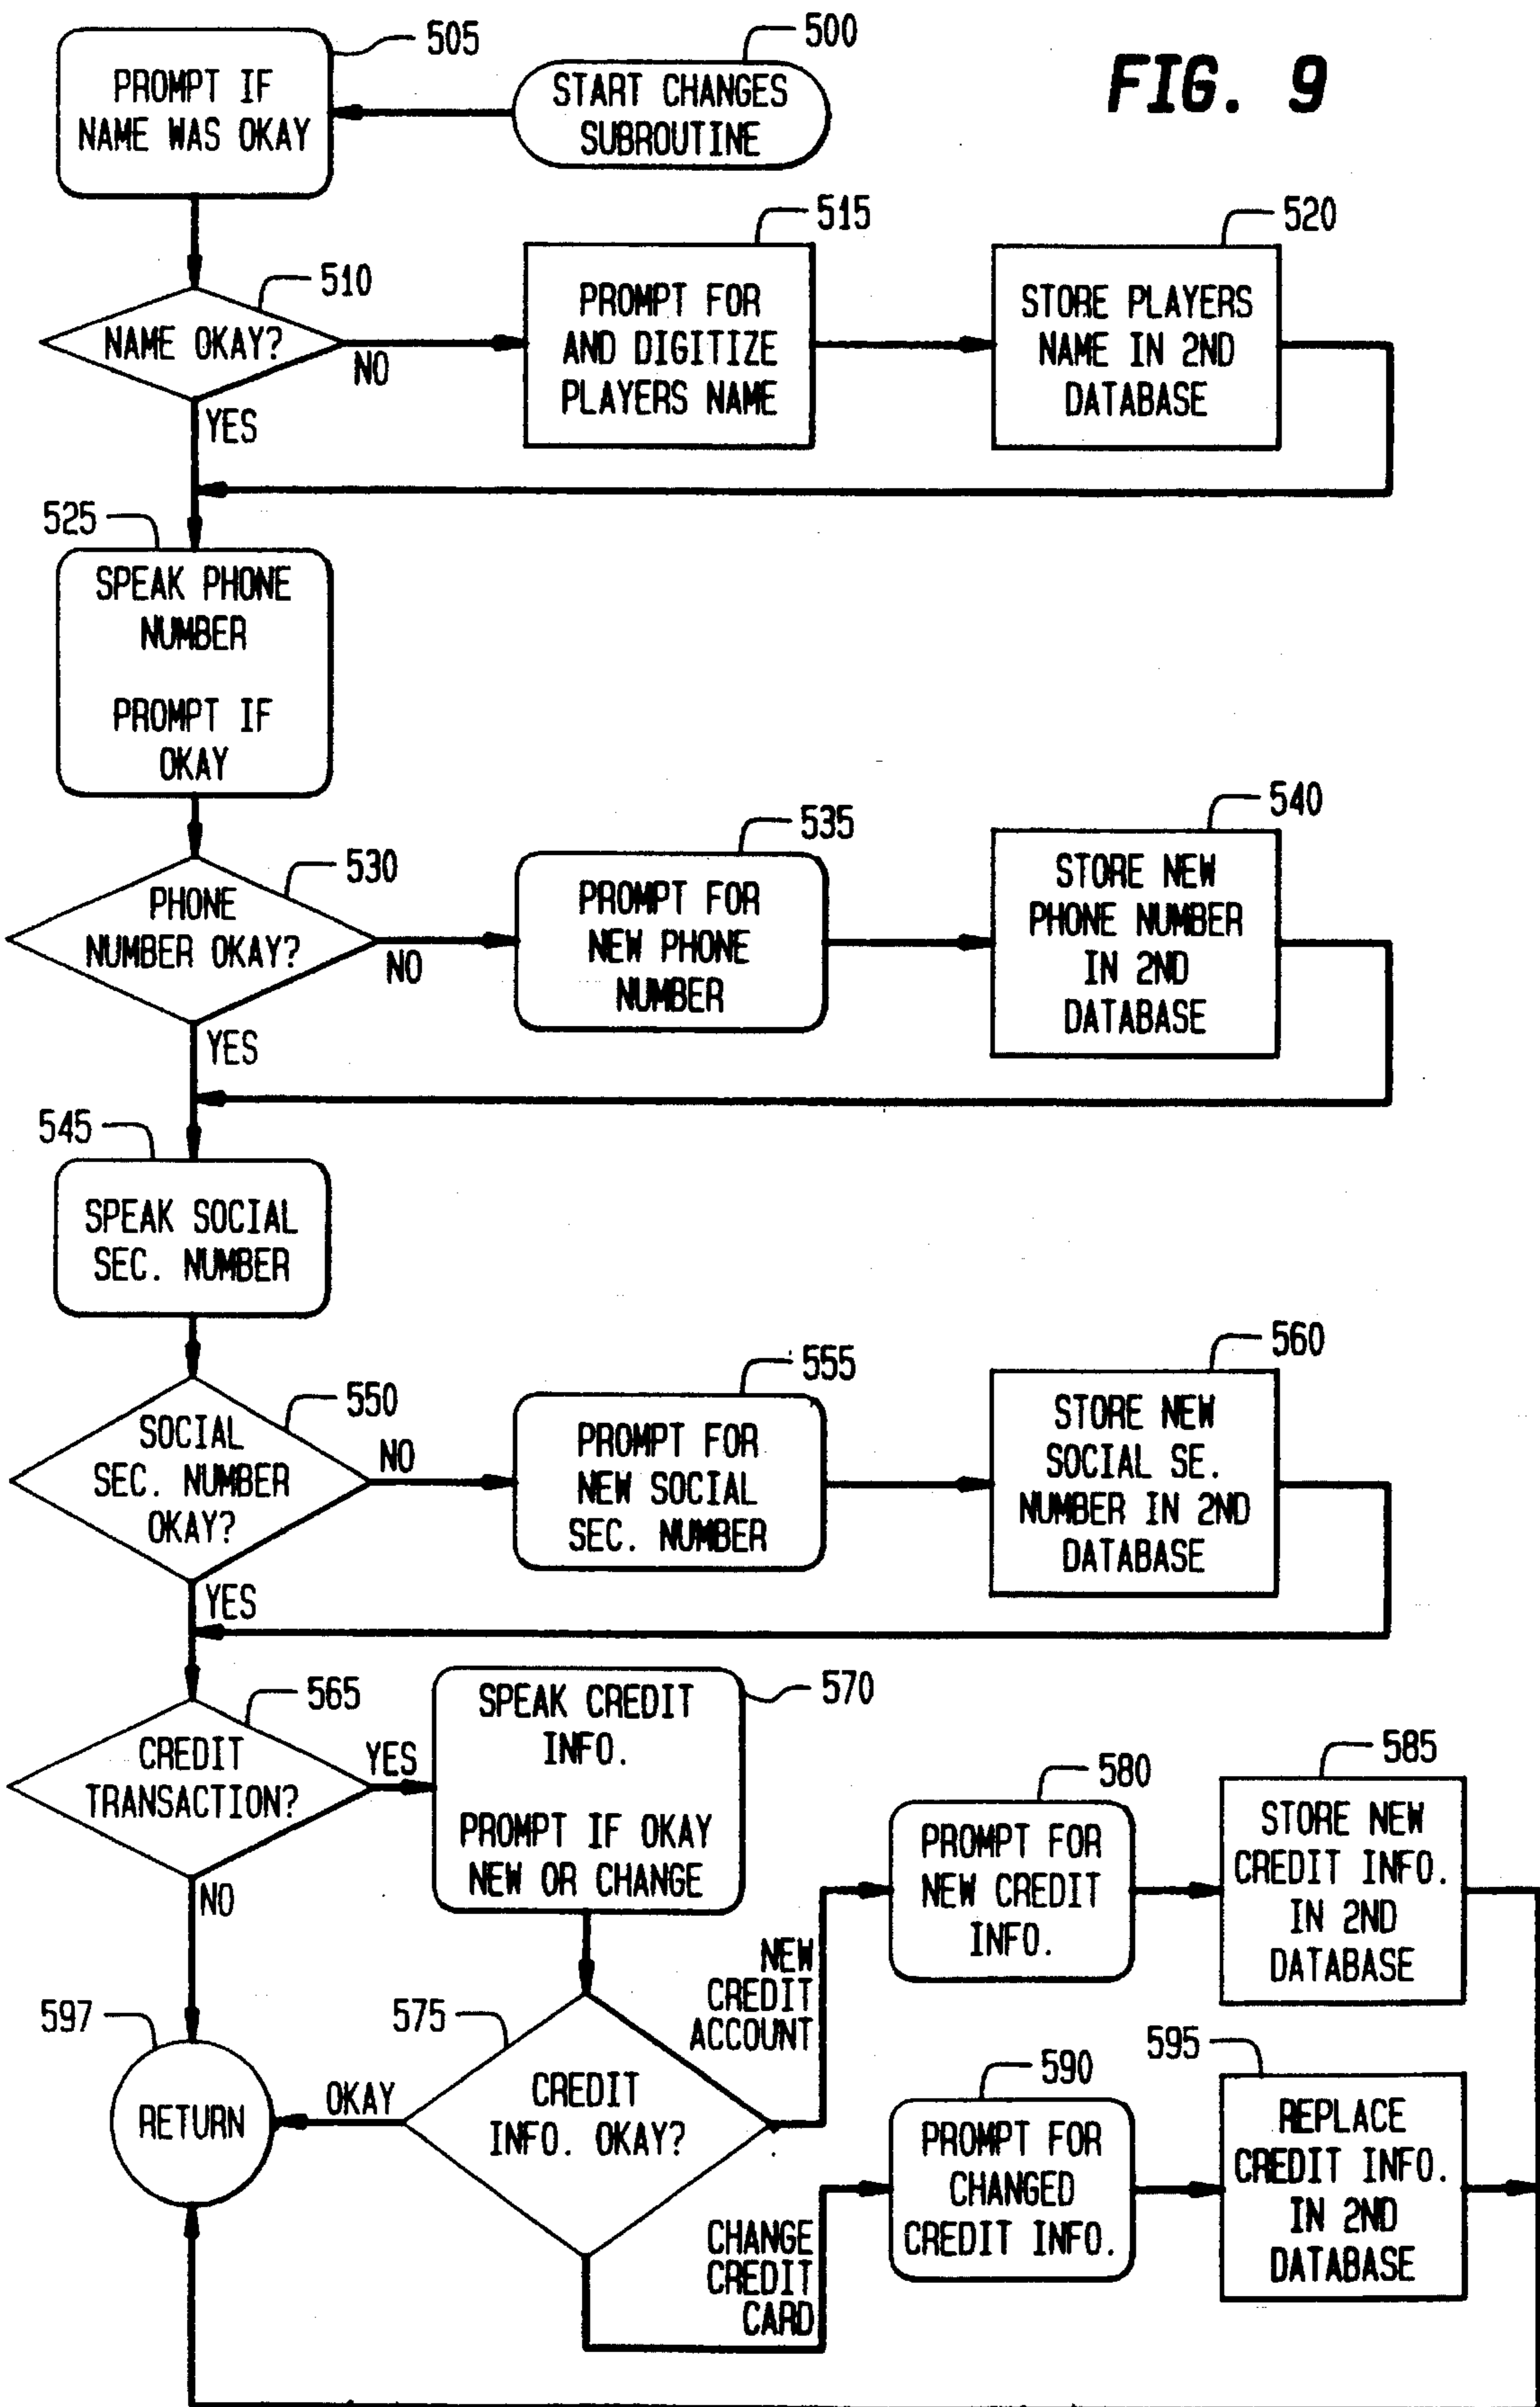 FIG. 9
505
500
PROMPT IF
NAME WAS OKAY
START CHANGES
SUBROUTINE
510
NAME OKAY?
NO
YES
515
PROMPT FOR
AND DIGITIZE
PLAYERS NAME
520
STORE PLAYERS
NAME IN 2ND
DATABASE
525
SPEAK PHONE
NUMBER
PROMPT IF
OKAY
530
PHONE
NUMBER OKAY?
NO
YES
535
PROMPT FOR
NEW PHONE
NUMBER
540
STORE NEW
PHONE NUMBER
IN 2ND
DATABASE
545
SPEAK SOCIAL
SEC. NUMBER
550
SOCIAL
SEC. NUMBER
OKAY?
NO
YES
555
PROMPT FOR
NEW SOCIAL
SEC. NUMBER
560
STORE NEW
SOCIAL SE.
NUMBER IN 2ND
DATABASE
565
CREDIT
TRANSACTION?
YES
NO
570
SPEAK CREDIT
INFO.
PROMPT IF OKAY
NEW OR CHANGE
575
CREDIT
INFO. OKAY?
OKAY
NEW
CREDIT
ACCOUNT
CHANGE
CREDIT
CARD
580
PROMPT FOR
NEW CREDIT
INFO.
585
STORE NEW
CREDIT INFO.
IN 2ND
DATABASE
590
PROMPT FOR
CHANGED
CREDIT INFO.
595
REPLACE
CREDIT INFO.
IN 2ND
DATABASE
597
RETURN